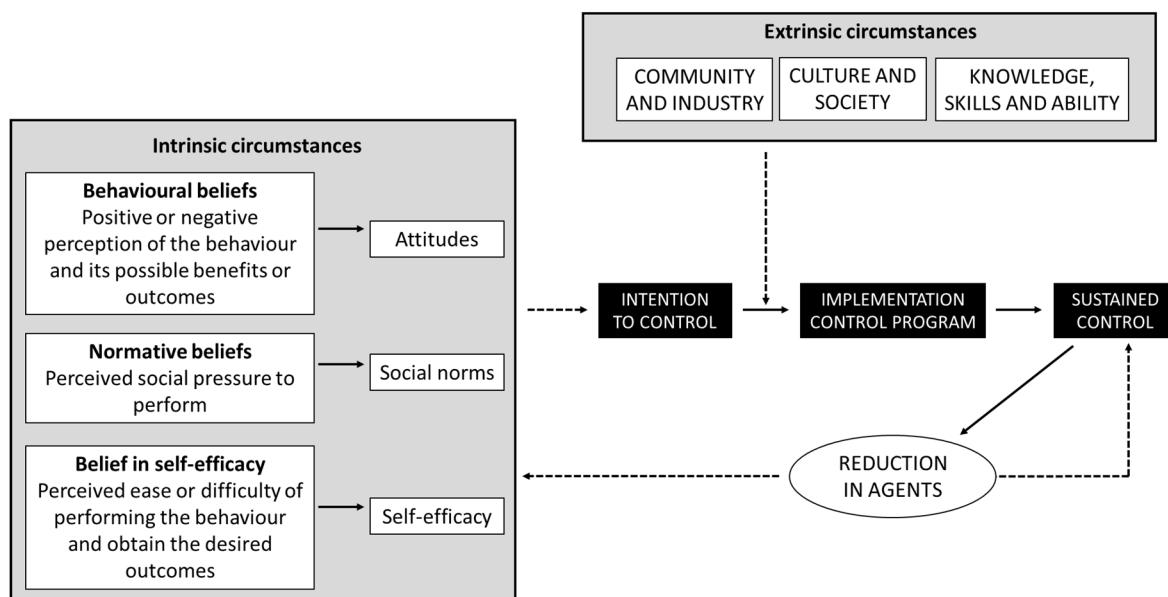 Extrinsic circumstances
COMMUNITY
AND INDUSTRY
CULTURE AND
SOCIETY
KNOWLEDGE,
SKILLS AND ABILITY
Intrinsic circumstances
Behavioural beliefs
Positive or negative
perception of the behaviour
and its possible benefits or
outcomes
Attitudes
Normative beliefs
Perceived social pressure to
perform
Social norms
Belief in self-efficacy
Perceived ease or difficulty of
performing the behaviour
and obtain the desired
outcomes
Self-efficacy
INTENTION
TO CONTROL
IMPLEMENTATION
CONTROL PROGRAM
SUSTAINED
CONTROL
REDUCTION
IN AGENTS